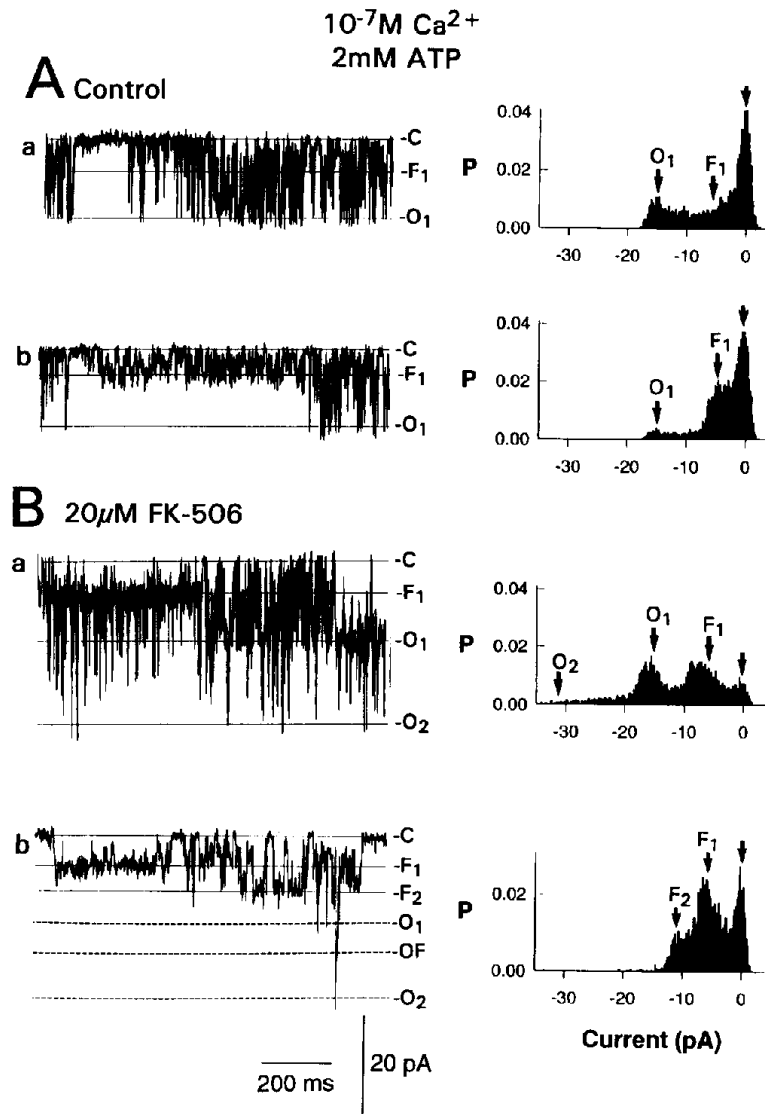 10⁻⁷M Ca²⁺
2mM ATP
A Control
a
-C
-F₁
-O₁
P
0.04
0.02
0.00
O₁
F₁
-30
-20
-10
0
b
-C
-F₁
-O₁
P
0.04
0.02
0.00
O₁
F₁
-30
-20
-10
0
B 20μM FK-506
a
-C
-F₁
-O₁
-O₂
P
0.04
0.02
0.00
O₂
O₁
F₁
-30
-20
-10
0
b
-C
-F₁
-F₂
-O₁
-OF
-O₂
P
0.02
0.00
F₂
F₁
-30
-20
-10
0
Current (pA)
200 ms
20 pA